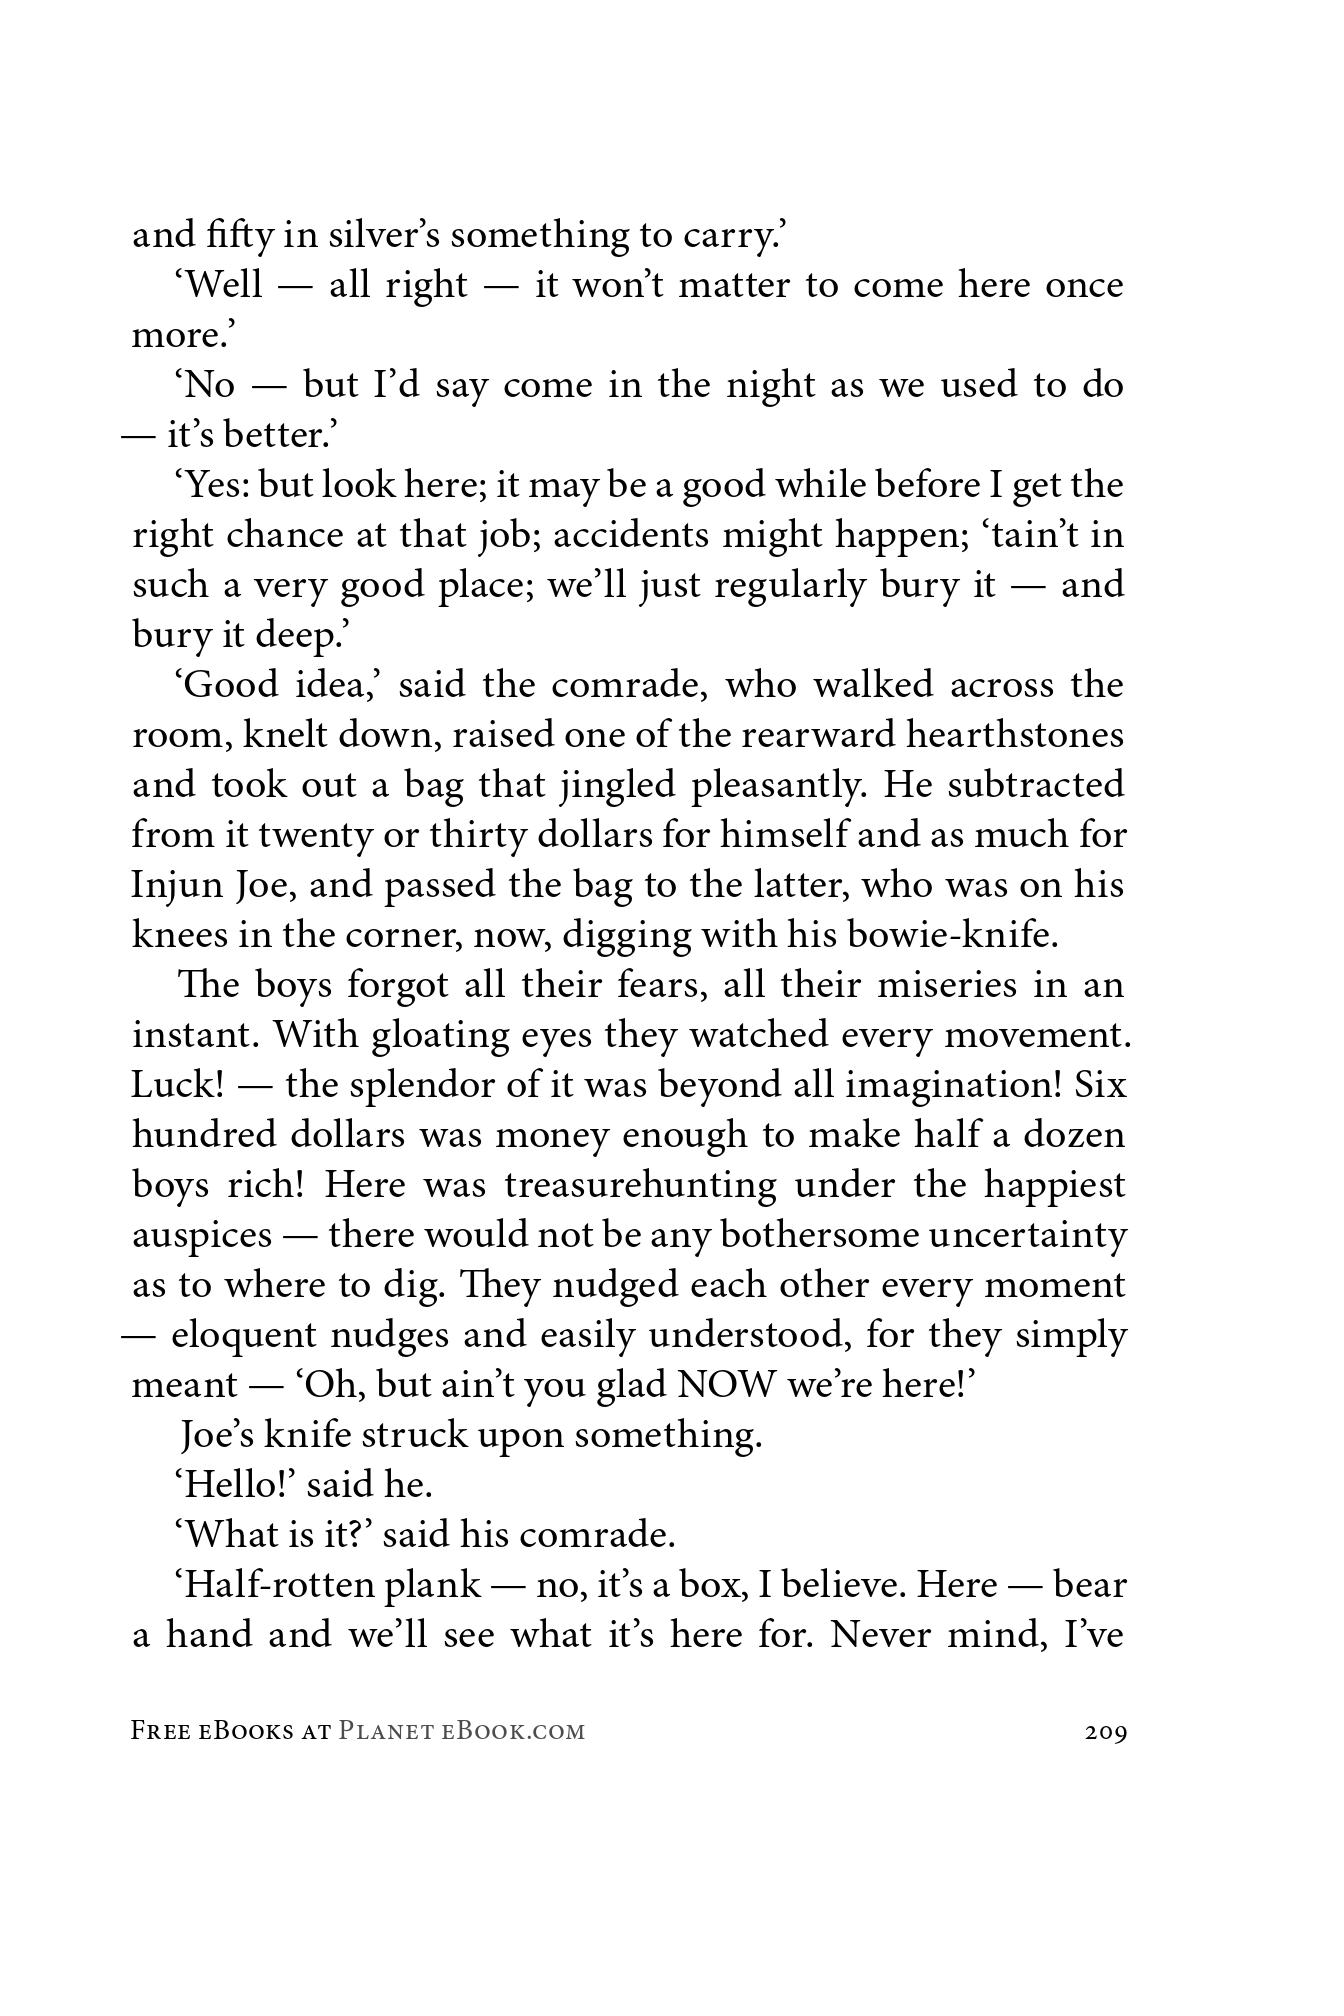 and fifty in silver’s something to carry.’
‘Well — all right — it won’t matter to come here once
more.’
‘No — but I’d say come in the night as we used to do
— it’s better.’
‘Yes: but look here; it may be a good while before I get the
right chance at that job; accidents might happen; ‘tain’t in
such a very good place; we’ll just regularly bury it — and
bury it deep.’
‘Good idea,’ said the comrade, who walked across the
room, knelt down, raised one of the rearward hearthstones
and took out a bag that jingled pleasantly. He subtracted
from it twenty or thirty dollars for himself and as much for
Injun Joe, and passed the bag to the latter, who was on his
knees in the corner, now, digging with his bowie-knife.
The boys forgot all their fears, all their miseries in an
instant. With gloating eyes they watched every movement.
Luck! — the splendor of it was beyond all imagination! Six
hundred dollars was money enough to make half a dozen
boys rich! Here was treasurehunting under the happiest
auspices — there would not be any bothersome uncertainty
as to where to dig. They nudged each other every moment
— eloquent nudges and easily understood, for they simply
meant — ‘Oh, but ain’t you glad NOW we’re here!’
Joe’s knife struck upon something.
‘Hello!’ said he.
‘What is it?’ said his comrade.
‘Half-rotten plank — no, it’s a box, I believe. Here — bear
a hand and we’ll see what it’s here for. Never mind, I’ve
Free eBooks at Planet eBook.com 209